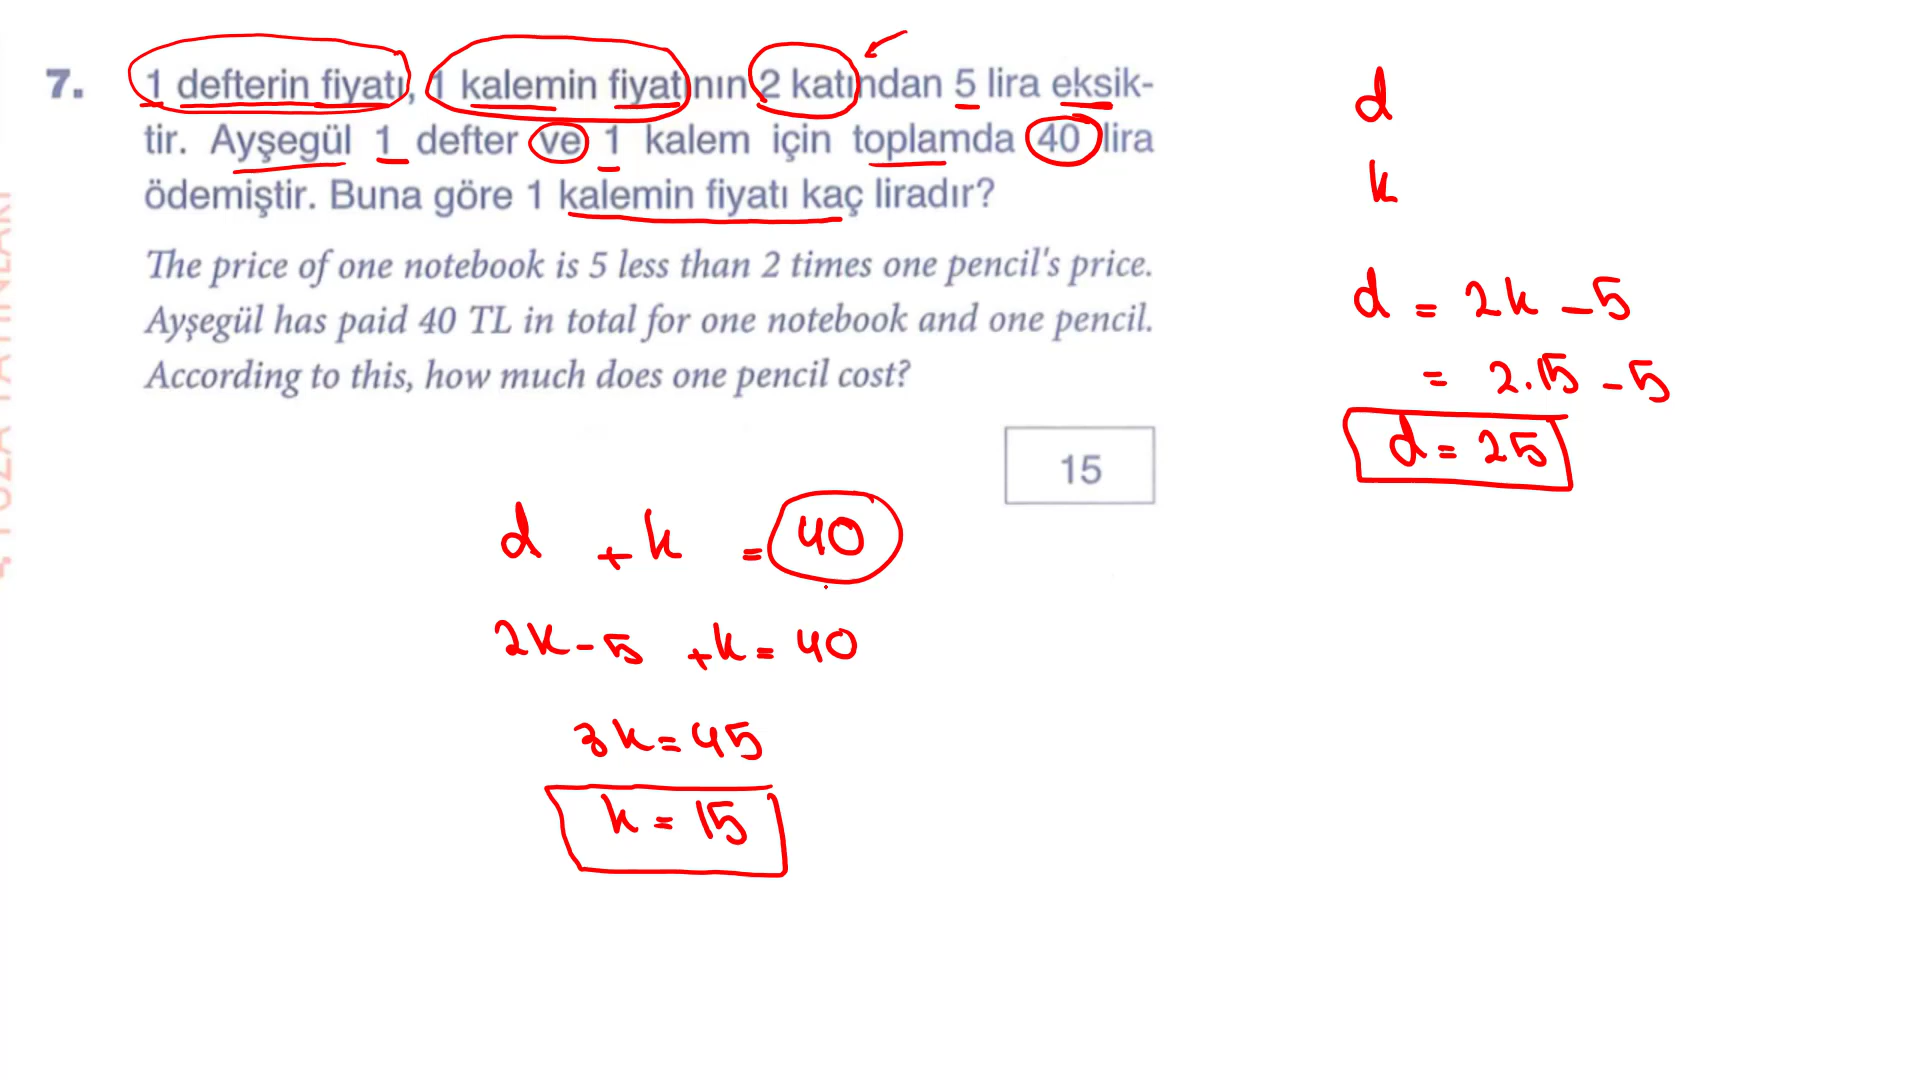 7. 1 defterin fiyatı, 1 kalemin fiyatının 2 katından 5 lira eksik-
tir. Ayşegül 1 defter ve 1 kalem için toplamda 40 lira
ödemiştir. Buna göre 1 kalemin fiyatı kaç liradır?
The price of one notebook is 5 less than 2 times one pencil's price.
Ayşegül has paid 40 TL in total for one notebook and one pencil.
According to this, how much does one pencil cost?
15
d + k = 40
2k - 5 + k = 40
3k = 45
k = 15
d
k
d = 2k - 5
= 2.15 - 5
d = 25